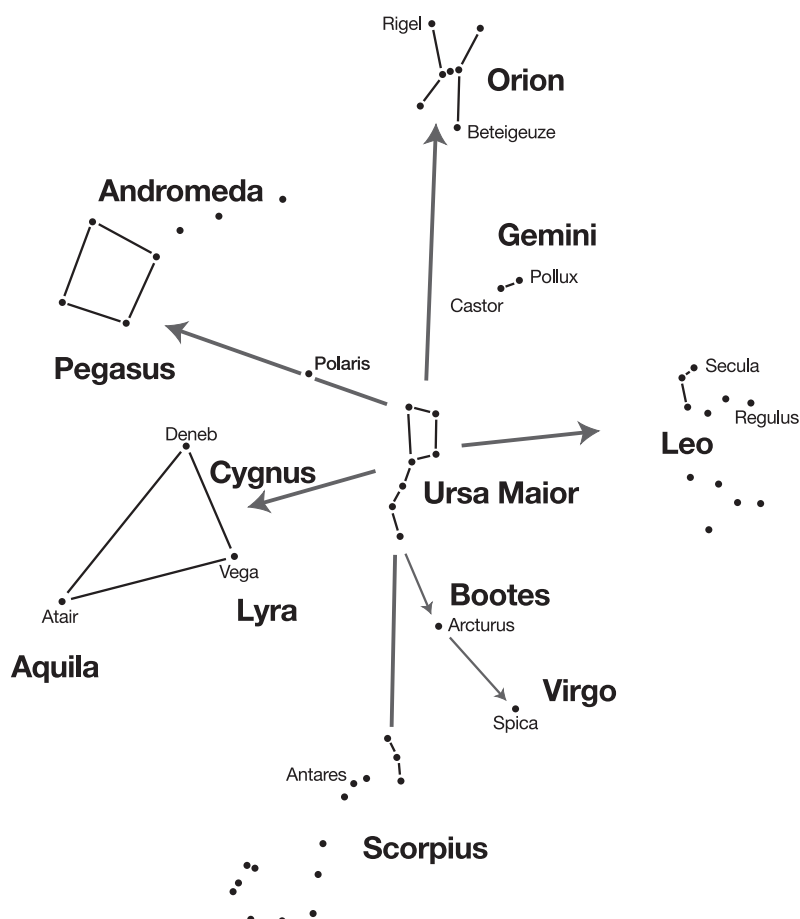 Rigel
Orion
Beteigeuze
Andromeda
Gemini
Pollux
Castor
Pegasus
Polaris
Secula
Regulus
Leo
Deneb
Cygnus
Ursa Maior
Vega
Lyra
Atair
Aquila
Bootes
Arcturus
Virgo
Spica
Antares
Scorpius